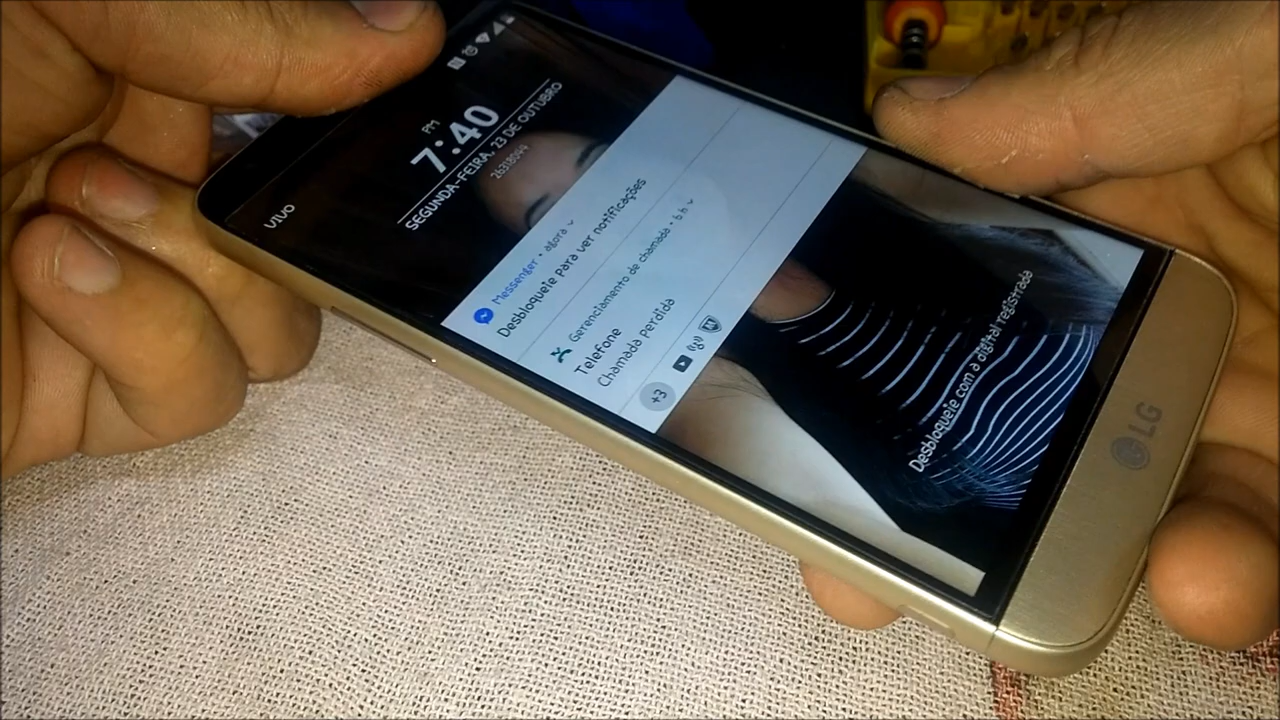 VIVO
PM
7:40
SEGUNDA-FEIRA, 23 DE OUTUBRO
Messenger • agora
Desbloqueie para ver notificações
Gerenciamento de chamada • 6 h
Telefone
Chamada perdida
+3
Desbloqueie com a digital registrada
LG